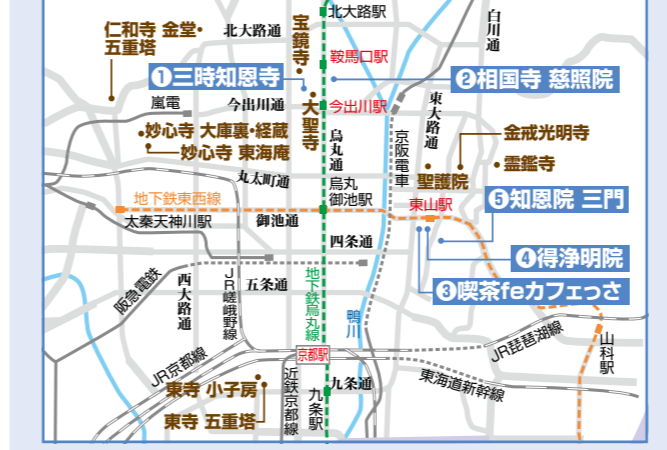 北大路駅
白川通
仁和寺 金堂・
五重塔
北大路通
宝鏡寺
鞍馬口駅
❶三時知恩寺
❷相国寺 慈照院
嵐電
今出川通
大聖寺
今出川駅
東大路通
妙心寺 大庫裏・経蔵
妙心寺 東海庵
烏丸通
京阪電車
金戒光明寺
霊鑑寺
丸太町通
聖護院
烏丸
御池駅
地下鉄東西線
東山駅
❺知恩院 三門
太秦天神川駅
御池通
四条通
❹得浄明院
阪急電鉄
西大路通
JR嵯峨野線
五条通
地下鉄烏丸線
鴨川
❸喫茶feカフェっさ
JR京都線
京都駅
JR琵琶湖線
山科駅
東寺 小子房
東寺 五重塔
近鉄京都線
九条駅
九条通
東海道新幹線